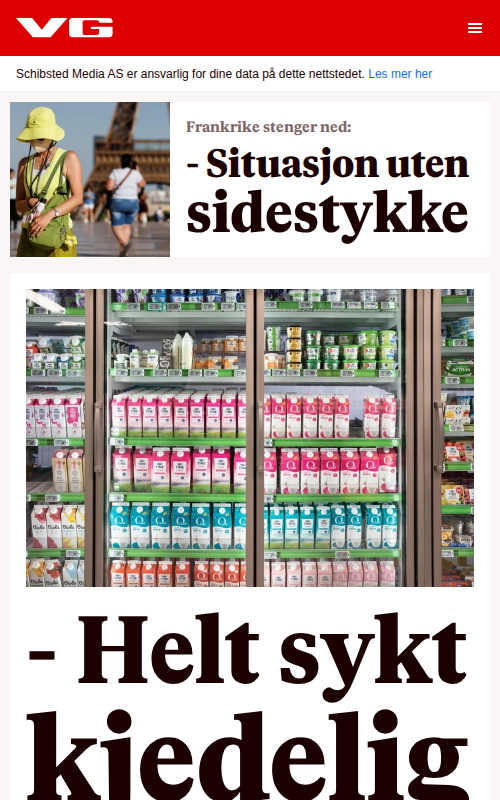 VG
Schibsted Media AS er ansvarlig for dine data på dette nettstedet. Les mer her
Frankrike stenger ned:
- Situasjon uten
sidestykke
- Helt sykt
kjedelig